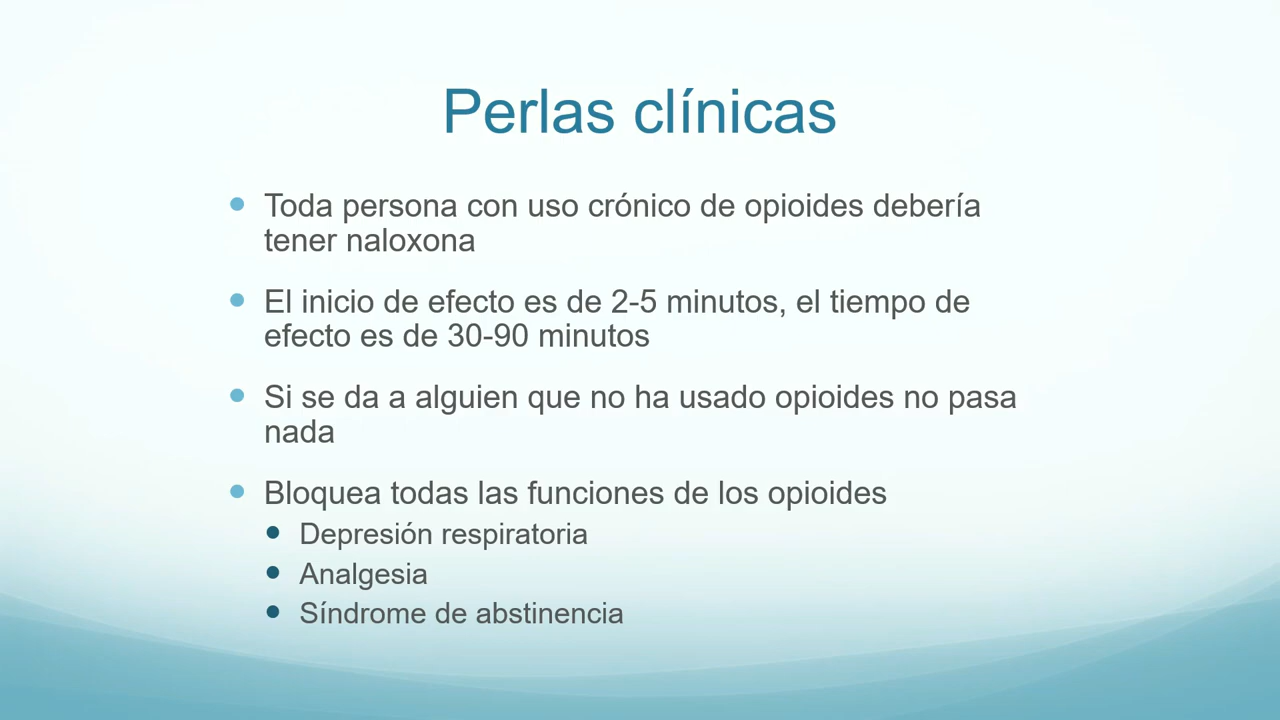 Perlas clínicas
Toda persona con uso crónico de opioides debería
tener naloxona
El inicio de efecto es de 2-5 minutos, el tiempo de
efecto es de 30-90 minutos
Si se da a alguien que no ha usado opioides no pasa
nada
Bloquea todas las funciones de los opioides
Depresión respiratoria
Analgesia
Síndrome de abstinencia